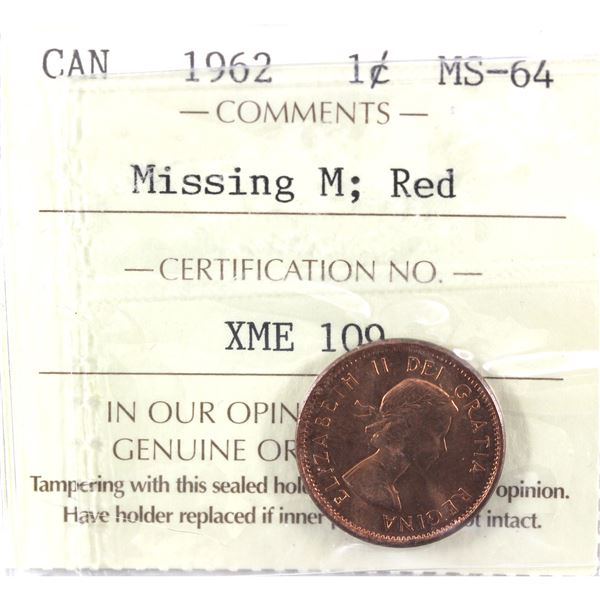 CAN 1962 1¢ MS-64
— COMMENTS —
Missing M; Red
— CERTIFICATION NO. —
XME 109
IN OUR OPIN
GENUINE OR
Tampering with this sealed hol opinion.
Have holder replaced if inner intact.
ELIZABETH II DEI GRATIA REGINA